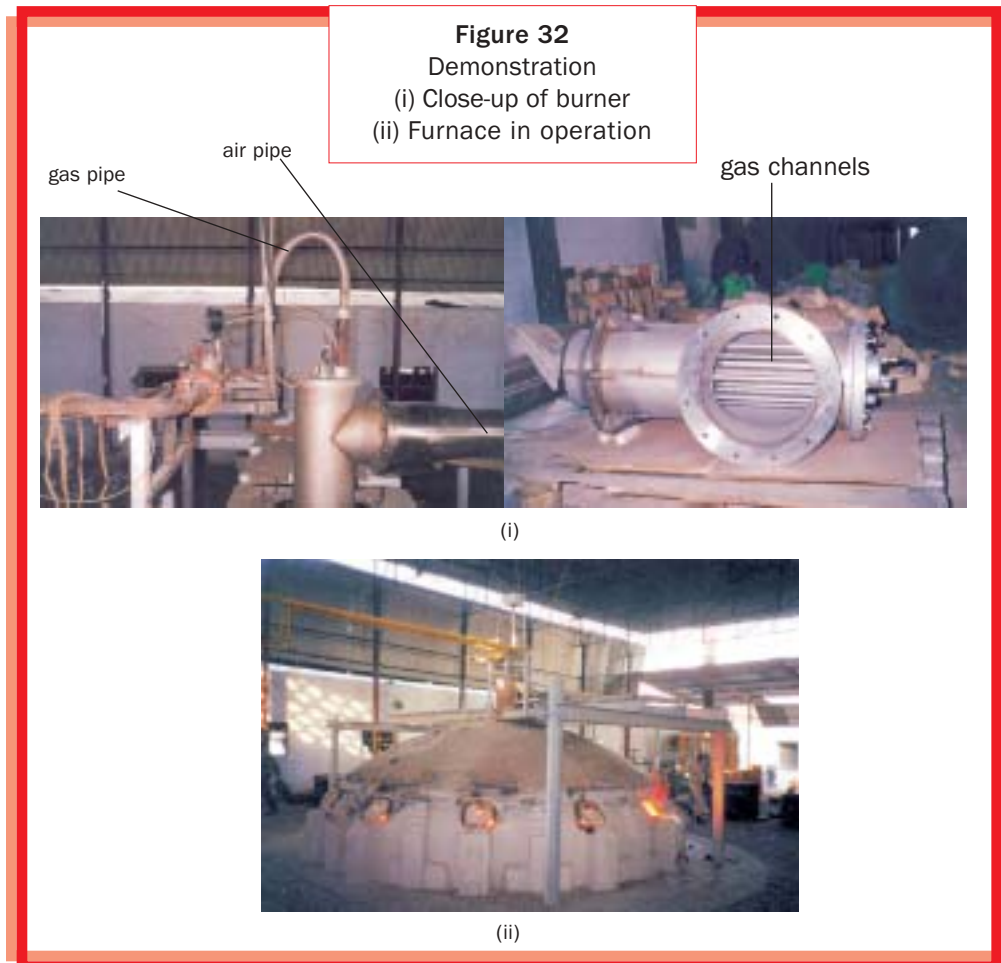 Figure 32
Demonstration
(i) Close-up of burner
(ii) Furnace in operation
gas pipe
air pipe
gas channels
(i)
(ii)